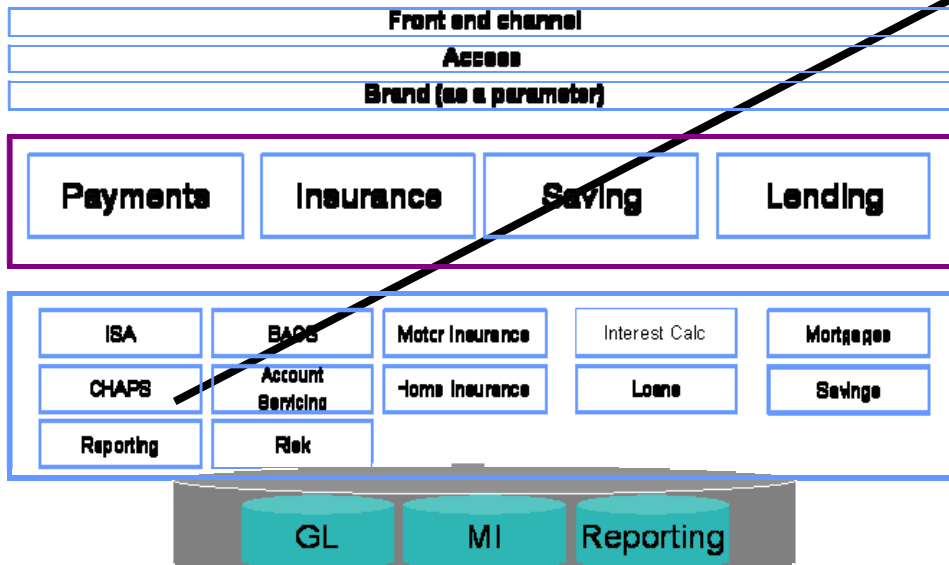 Front end channel
Access
Brand (as a parameter)
Payments
Insurance
Saving
Lending
ISA
BACS
Motor Insurance
Interest Calc
Mortgages
CHAPS
Account
Servicing
Home Insurance
Loans
Savings
Reporting
Risk
GL
MI
Reporting